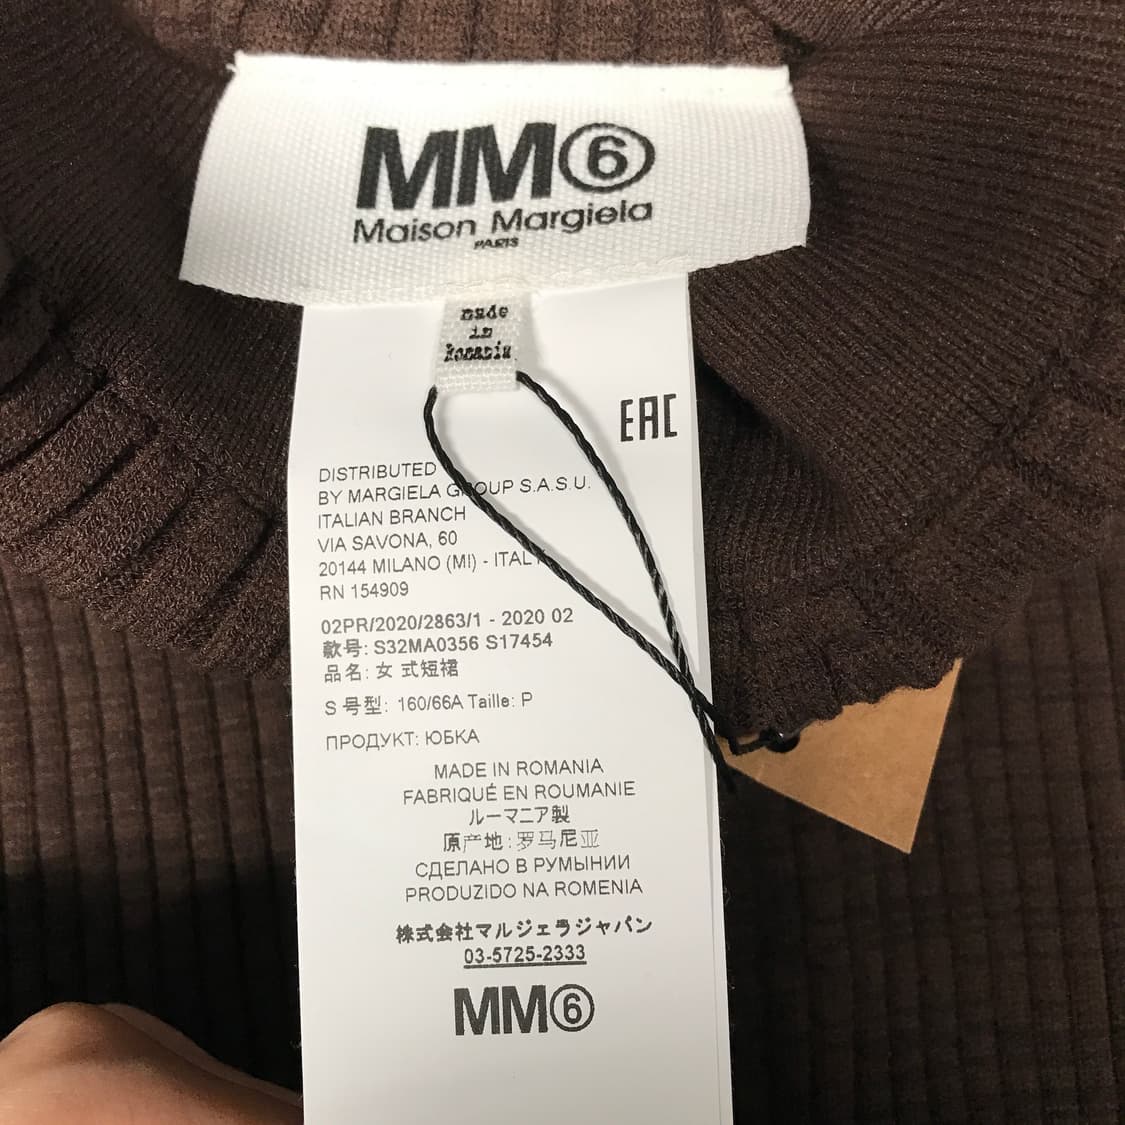 MM⑥
Maison Margiela
PARIS
made
in
Romania
EAC
DISTRIBUTED
BY MARGIELA GROUP S.A.S.U.
ITALIAN BRANCH
VIA SAVONA, 60
20144 MILANO (MI) - ITALY
RN 154909
02PR/2020/2863/1 - 2020 02
款号: S32MA0356 S17454
品名: 女 式短裙
S 号型: 160/66A Taille: P
ПРОДУКТ: ЮБКА
MADE IN ROMANIA
FABRIQUÉ EN ROUMANIE
ルーマニア製
原产地:罗马尼亚
СДЕЛАНО В РУМЫНИИ
PRODUZIDO NA ROMENIA
株式会社マルジェラジャパン
03-5725-2333
MM⑥